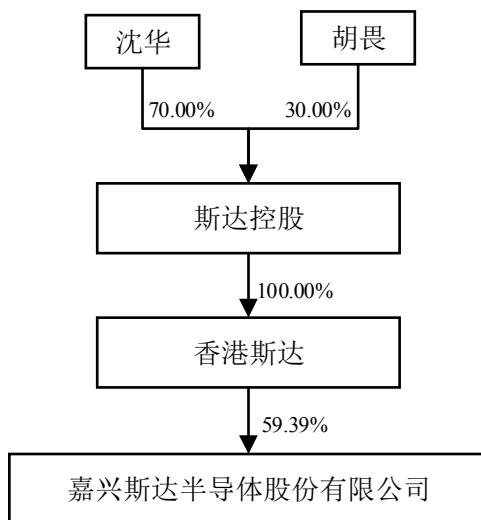 沈华
胡畏
70.00%
30.00%
斯达控股
100.00%
香港斯达
59.39%
嘉兴斯达半导体股份有限公司